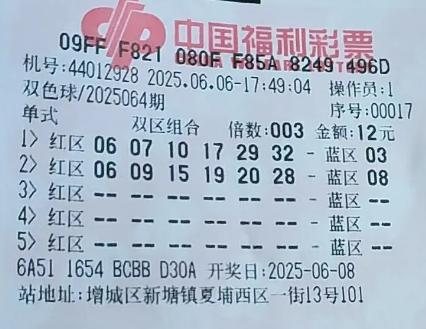 中国福利彩票
09FF F821 080F F85A 8249 496D
机号:44012928 2025.06.06-17:49:04 操作员:1
双色球/2025064期 序号:00017
单式 双区组合 倍数:003 金额:12元
1> 红区 06 07 10 17 29 32 - 蓝区 03
2> 红区 06 09 15 19 20 28 - 蓝区 08
3> 红区 -- -- -- -- -- -- - 蓝区 --
4> 红区 -- -- -- -- -- -- - 蓝区 --
5> 红区 -- -- -- -- -- -- - 蓝区 --
6A51 1654 BCBB D30A 开奖日:2025-06-08
站地址:增城区新塘镇夏埔西区一街13号101